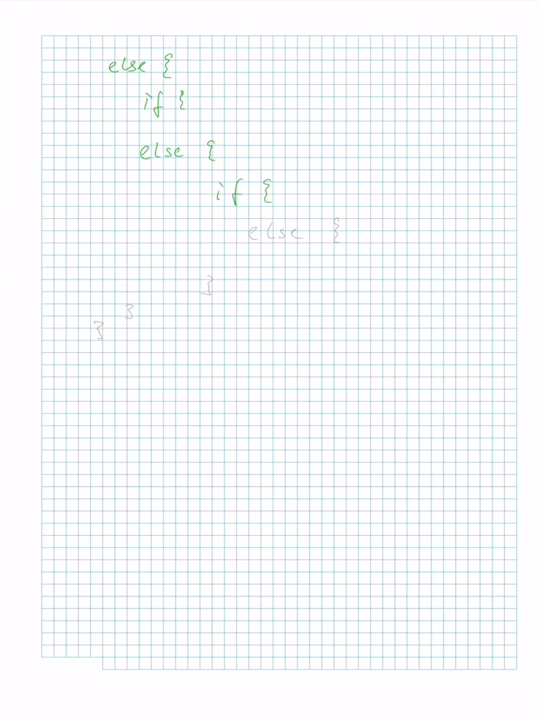 else {
if {
else {
if {
else {
}
}
}